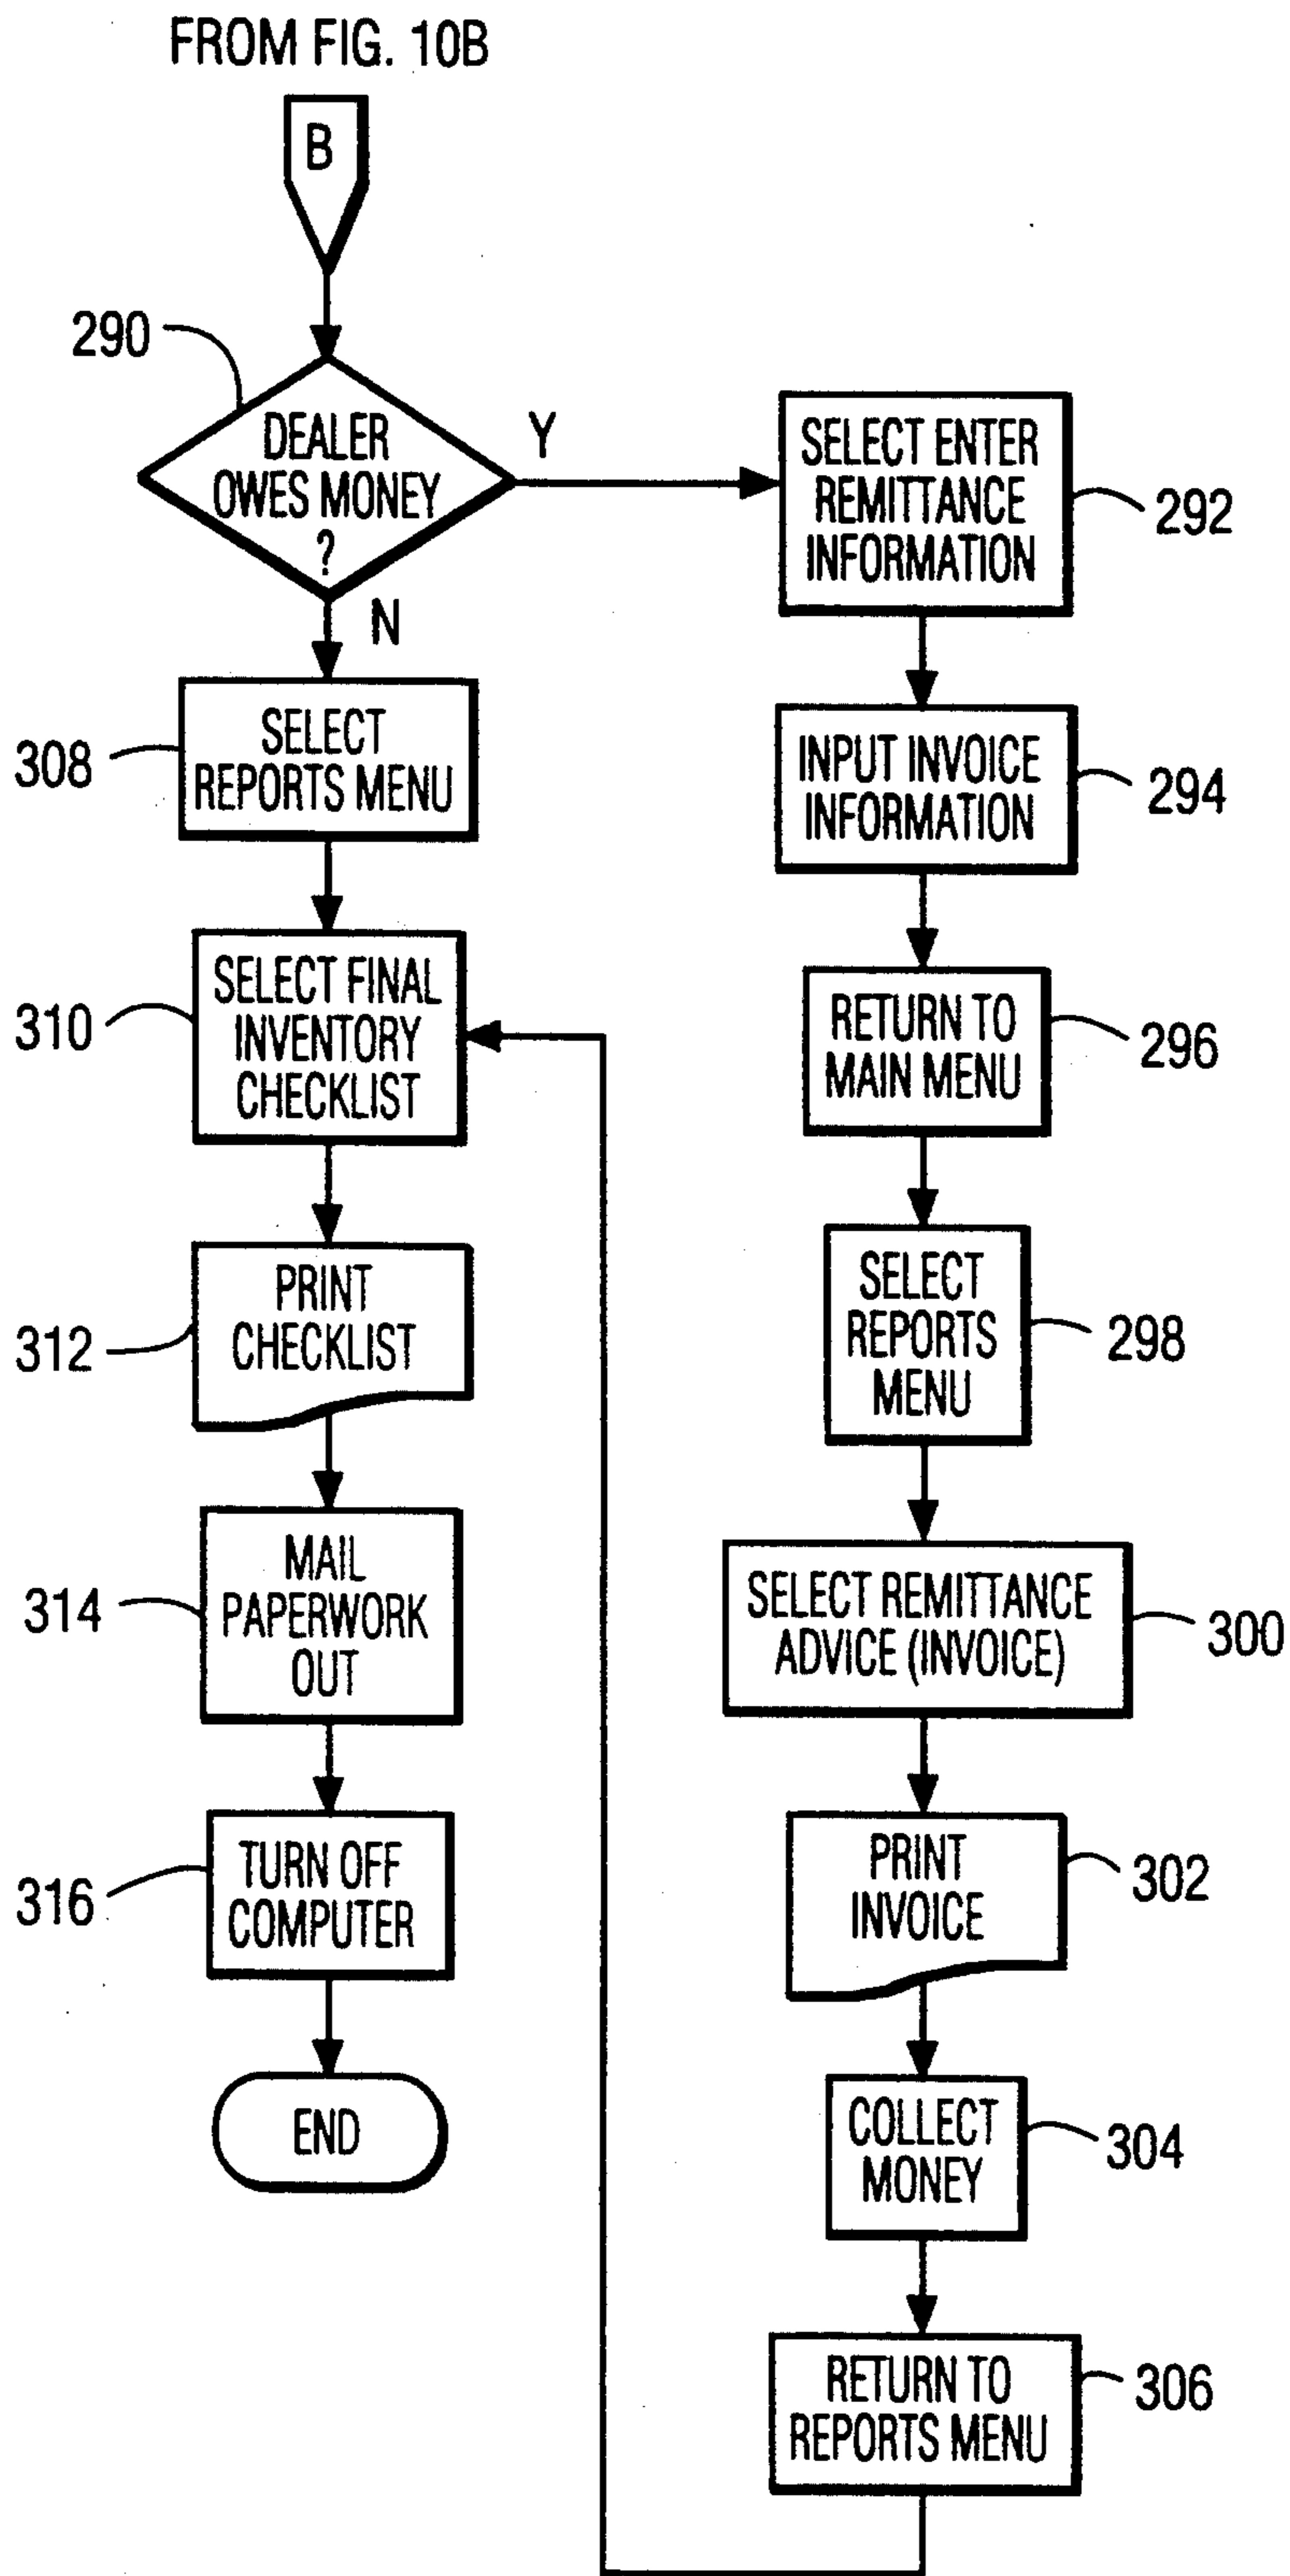 FROM FIG. 10B
B
290
DEALER
OWES MONEY
?
Y
N
SELECT ENTER
REMITTANCE
INFORMATION
292
INPUT INVOICE
INFORMATION
294
RETURN TO
MAIN MENU
296
SELECT
REPORTS
MENU
298
SELECT REMITTANCE
ADVICE (INVOICE)
300
PRINT
INVOICE
302
COLLECT
MONEY
304
RETURN TO
REPORTS MENU
306
308
SELECT
REPORTS MENU
310
SELECT FINAL
INVENTORY
CHECKLIST
312
PRINT
CHECKLIST
314
MAIL
PAPERWORK
OUT
316
TURN OFF
COMPUTER
END